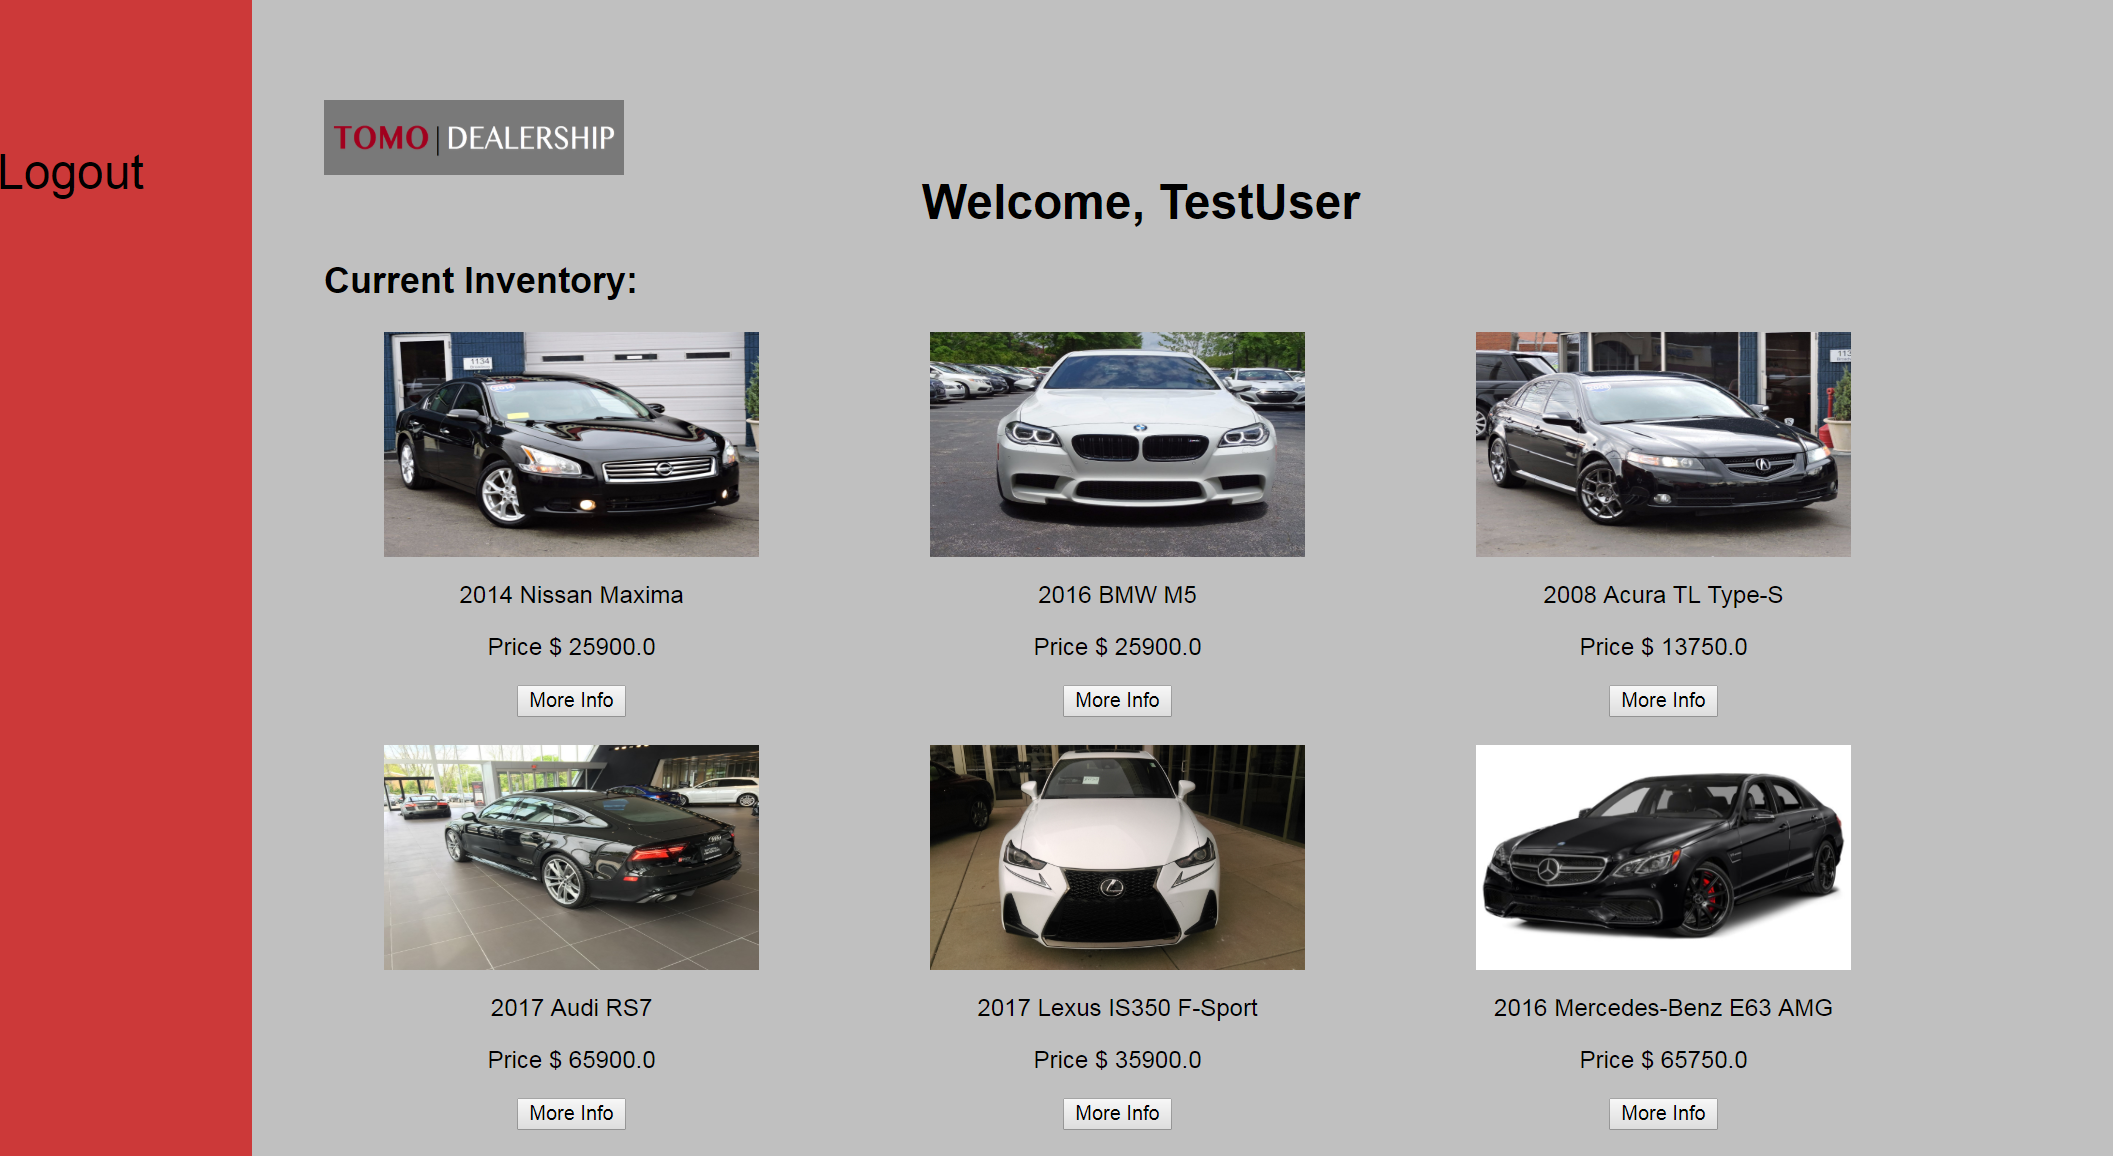 TOMO | DEALERSHIP
Logout
Welcome, TestUser
Current Inventory:
1134
2014 Nissan Maxima
2016 BMW M5
2008 Acura TL Type-S
Price $ 25900.0
Price $ 25900.0
Price $ 13750.0
More Info
More Info
More Info
2017 Audi RS7
2017 Lexus IS350 F-Sport
2016 Mercedes-Benz E63 AMG
Price $ 65900.0
Price $ 35900.0
Price $ 65750.0
More Info
More Info
More Info